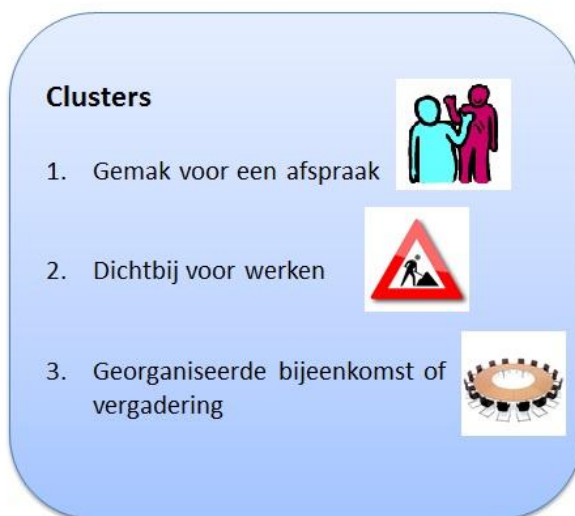 Clusters
1. Gemak voor een afspraak
2. Dichtbij voor werken
3. Georganiseerde bijeenkomst of
vergadering